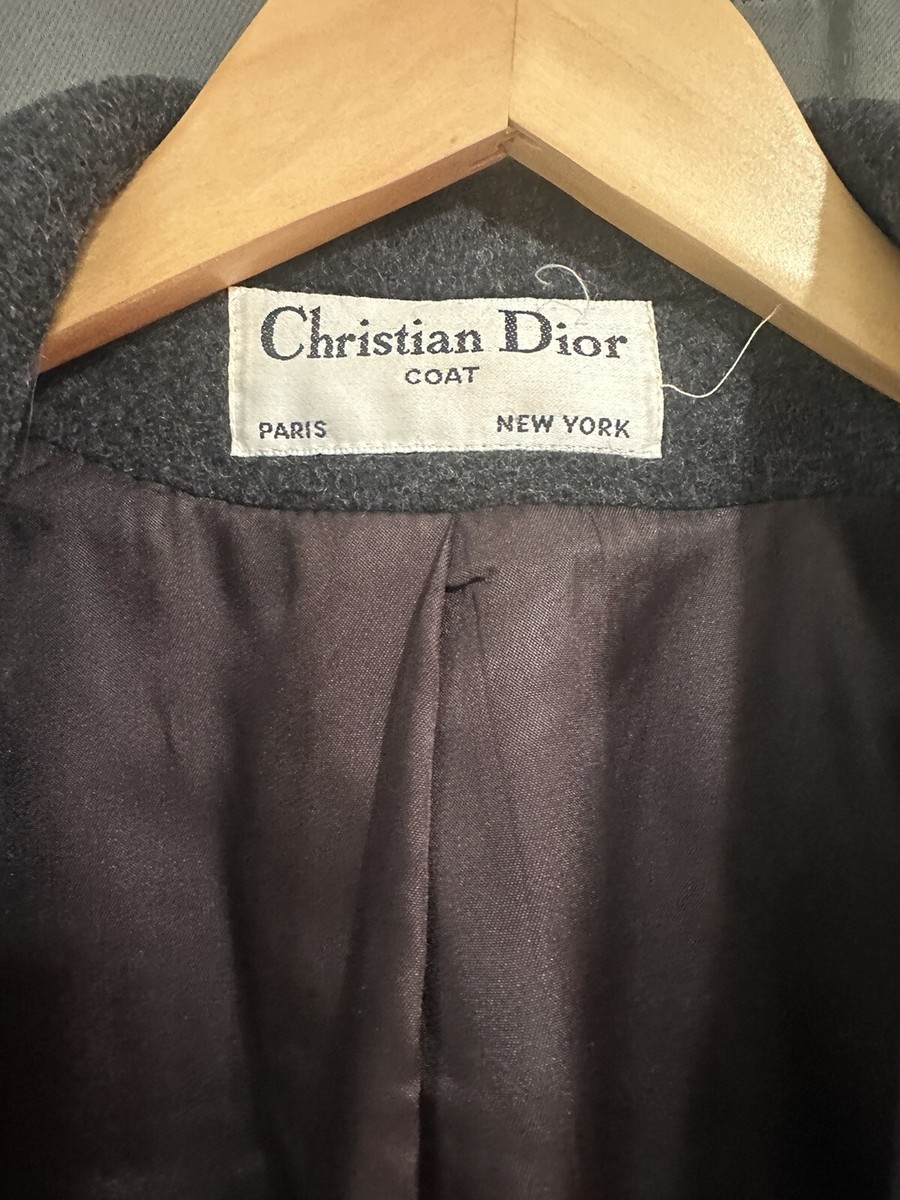 Christian Dior
COAT
PARIS NEW YORK